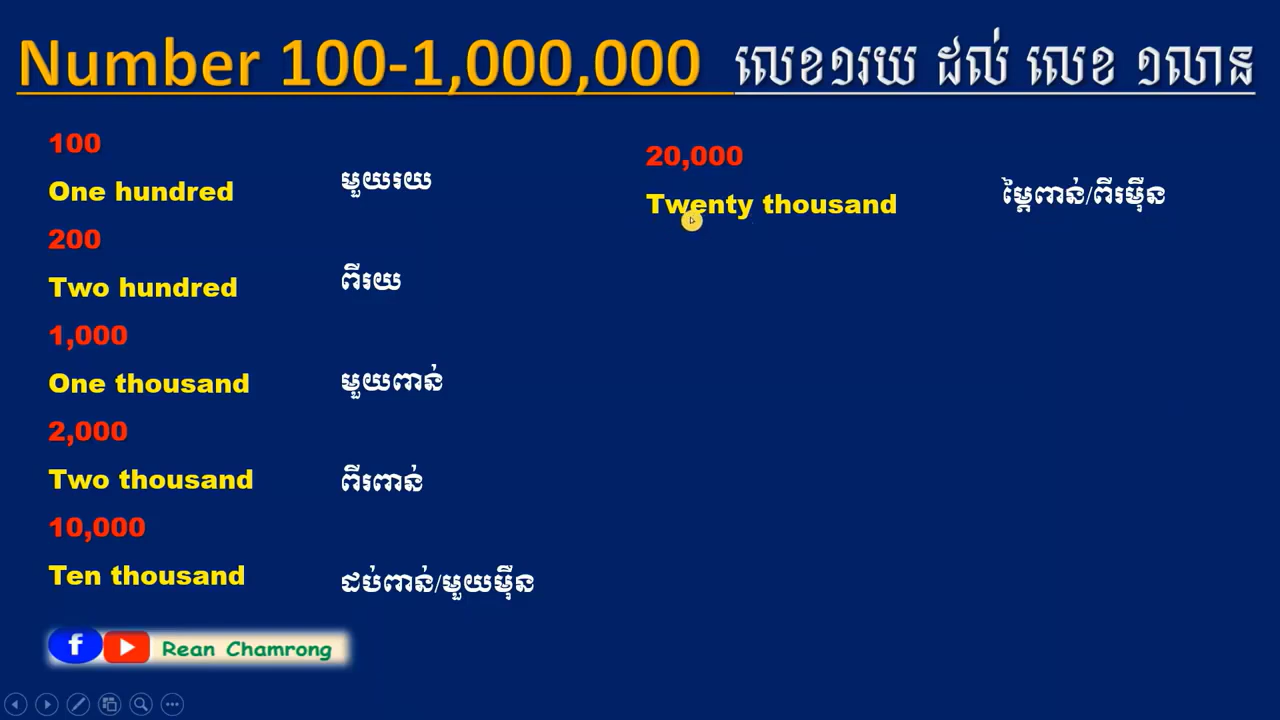 Number 100-1,000,000 លេខ១រយ ដល់ លេខ ១លាន
100
One hundred
មួយរយ
200
Two hundred
ពីរយ
1,000
One thousand
មួយពាន់
2,000
Two thousand
ពីរពាន់
10,000
Ten thousand
ដប់ពាន់/មួយម៉ឺន
20,000
Twenty thousand
ម្ភៃពាន់/ពីរម៉ឺន
f Rean Chamrong